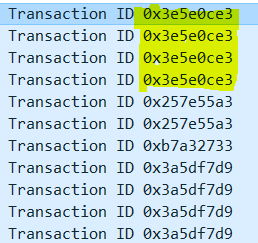 Transaction ID 0x3e5e0ce3
Transaction ID 0x3e5e0ce3
Transaction ID 0x3e5e0ce3
Transaction ID 0x3e5e0ce3
Transaction ID 0x257e55a3
Transaction ID 0x257e55a3
Transaction ID 0xb7a32733
Transaction ID 0x3a5df7d9
Transaction ID 0x3a5df7d9
Transaction ID 0x3a5df7d9
Transaction ID 0x3a5df7d9